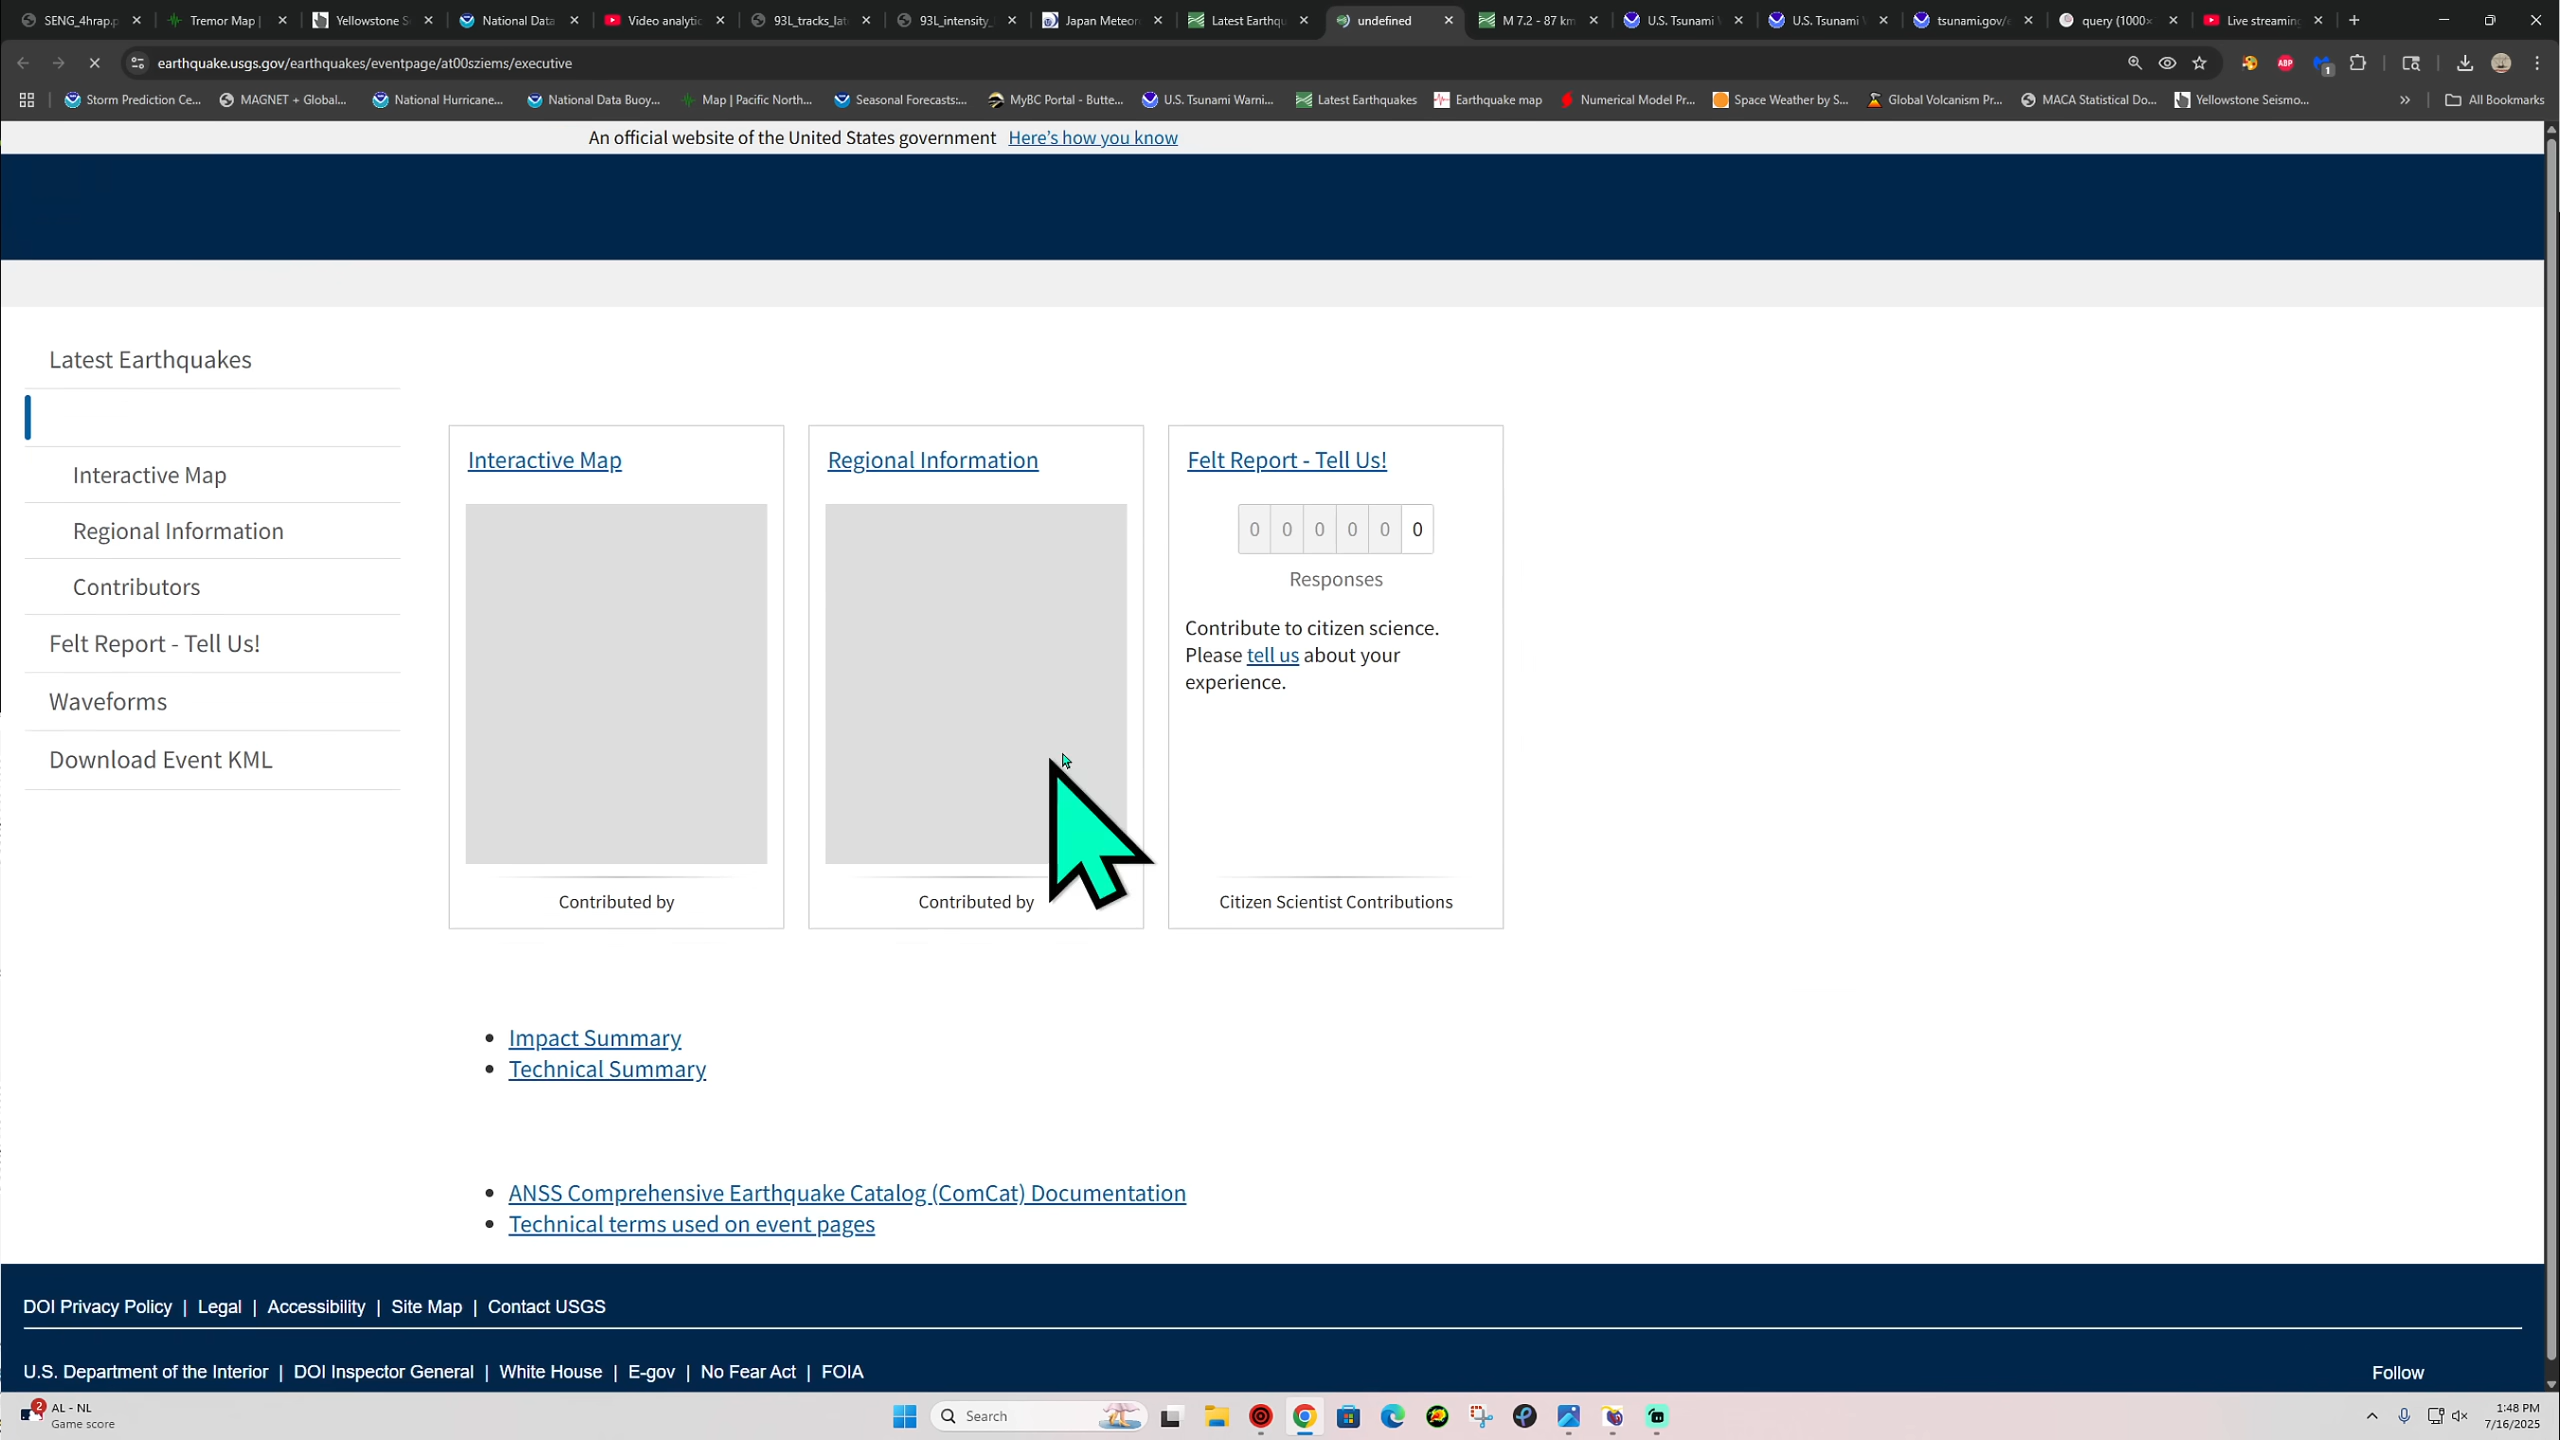 SENG_4hrap.p
Tremor Map |
Yellowstone S
National Data
Video analytic
93L_tracks_lat
93L_intensity_
Japan Meteor
Latest Earthqu
undefined
M 7.2 - 87 km
U.S. Tsunami
U.S. Tsunami
tsunami.gov/e
query (1000×
Live streaming
earthquake.usgs.gov/earthquakes/eventpage/at00sziems/executive
ABP
1
Storm Prediction Ce...
MAGNET + Global...
National Hurricane...
National Data Buoy...
Map | Pacific North...
Seasonal Forecasts:...
MyBC Portal - Butte...
U.S. Tsunami Warni...
Latest Earthquakes
Earthquake map
Numerical Model Pr...
Space Weather by S...
Global Volcanism Pr...
MACA Statistical Do...
Yellowstone Seismo...
All Bookmarks
An official website of the United States government Here's how you know
Latest Earthquakes
Interactive Map
Regional Information
Contributors
Felt Report - Tell Us!
Waveforms
Download Event KML
Interactive Map
Contributed by
Regional Information
Contributed by
Felt Report - Tell Us!
0 0 0 0 0 0
Responses
Contribute to citizen science.
Please tell us about your
experience.
Citizen Scientist Contributions
Impact Summary
Technical Summary
ANSS Comprehensive Earthquake Catalog (ComCat) Documentation
Technical terms used on event pages
DOI Privacy Policy | Legal | Accessibility | Site Map | Contact USGS
U.S. Department of the Interior | DOI Inspector General | White House | E-gov | No Fear Act | FOIA
Follow
2
AL - NL
Game score
Search
1:48 PM
7/16/2025